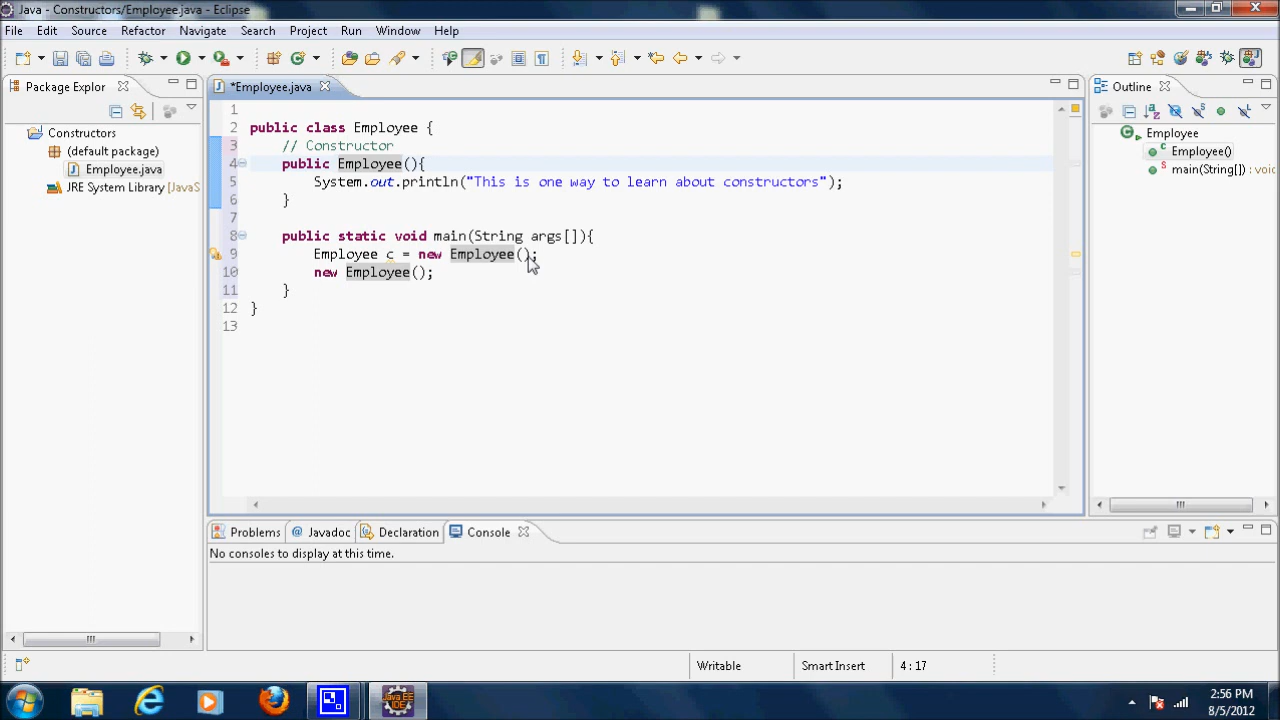 Java - Constructors/Employee.java - Eclipse
File Edit Source Refactor Navigate Search Project Run Window Help
Package Explor
*Employee.java
Outline
Constructors
(default package)
Employee.java
JRE System Library [JavaS
1
2 public class Employee {
3 // Constructor
4 public Employee(){
5 System.out.println("This is one way to learn about constructors");
6 }
7
8 public static void main(String args[]){
9 Employee c = new Employee();
10 new Employee();
11 }
12 }
13
Employee
Employee()
main(String[]) : voic
Problems Javadoc Declaration Console
No consoles to display at this time.
Writable Smart Insert 4 : 17
Java EE
IDE
2:56 PM
8/5/2012